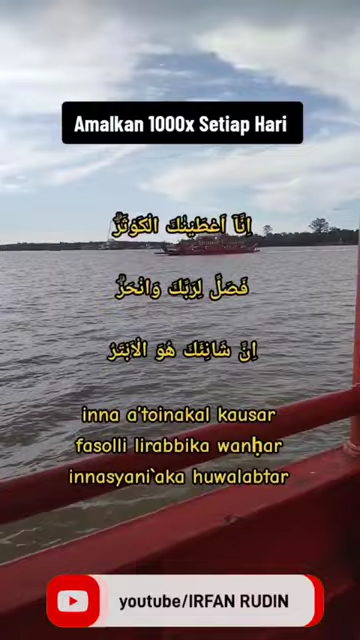 Amalkan 1000x Setiap Hari
اِنَّآ اَعْطَيْنٰكَ الْكَوْثَرَۗ
فَصَلِّ لِرَبِّكَ وَانْحَرْۗ
اِنَّ شَانِئَكَ هُوَ الْاَبْتَرُ
inna a'toinakal kausar
fasolli lirabbika wanḥar
innasyani`aka huwalabtar
youtube/IRFAN RUDIN